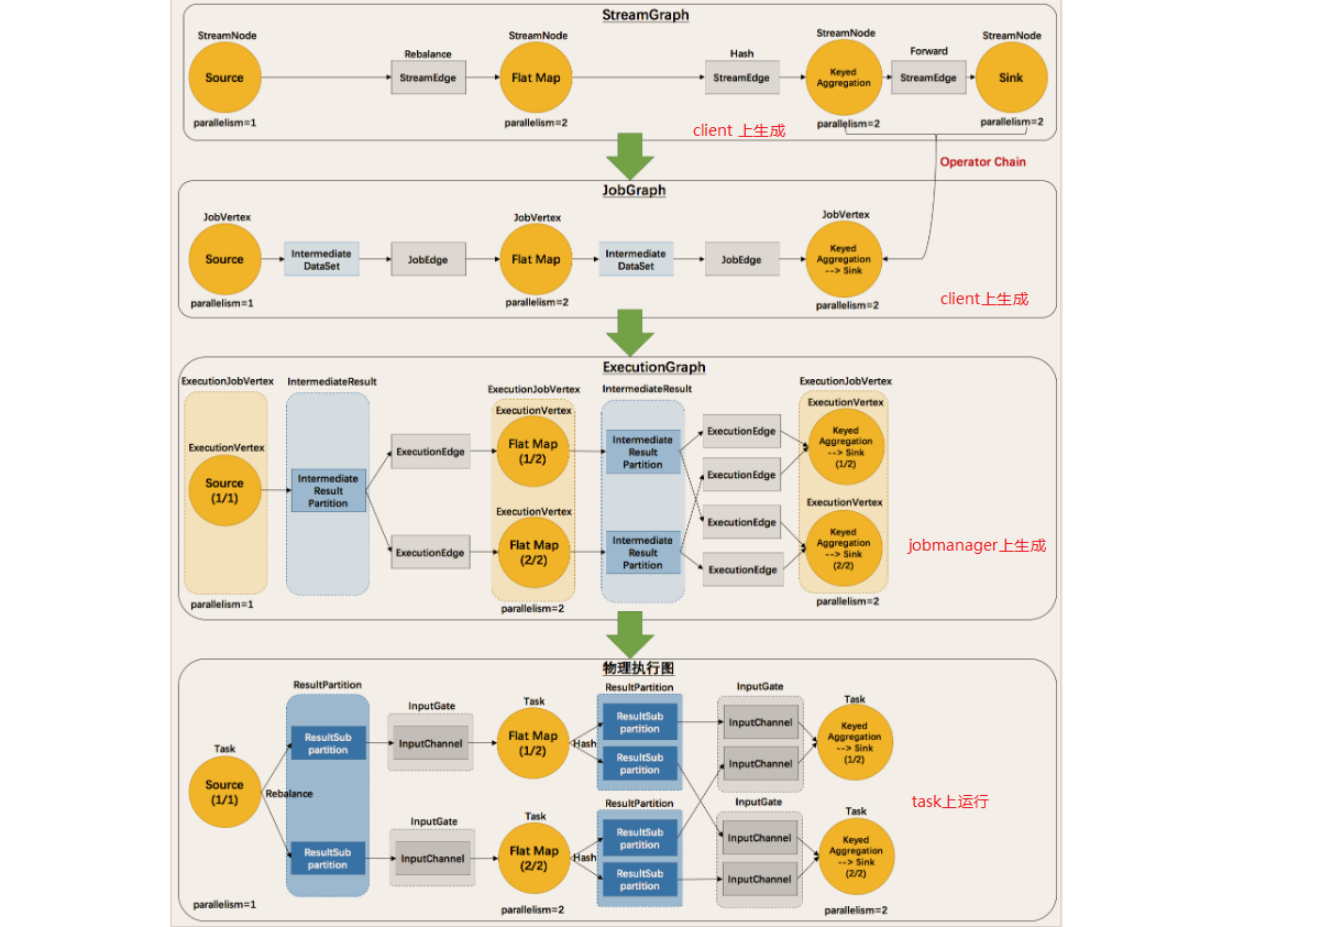 StreamGraph
StreamNode
Source
parallelism=1
Rebalance
StreamEdge
StreamNode
Flat Map
parallelism=2
Hash
StreamEdge
StreamNode
Keyed
Aggregation
parallelism=2
Forward
StreamEdge
StreamNode
Sink
parallelism=2
client 上生成
Operator Chain
JobGraph
JobVertex
Source
parallelism=1
Intermediate
DataSet
JobEdge
JobVertex
Flat Map
parallelism=2
Intermediate
DataSet
JobEdge
JobVertex
Keyed
Aggregation
--> Sink
parallelism=2
client上生成
ExecutionGraph
ExecutionJobVertex
ExecutionVertex
Source
(1/1)
parallelism=1
IntermediateResult
Intermediate
Result
Partition
ExecutionEdge
ExecutionEdge
ExecutionJobVertex
ExecutionVertex
Flat Map
(1/2)
ExecutionVertex
Flat Map
(2/2)
parallelism=2
IntermediateResult
Intermediate
Result
Partition
Intermediate
Result
Partition
ExecutionEdge
ExecutionEdge
ExecutionEdge
ExecutionEdge
ExecutionJobVertex
ExecutionVertex
Keyed
Aggregation
--> Sink
(1/2)
ExecutionVertex
Keyed
Aggregation
--> Sink
(2/2)
parallelism=2
jobmanager上生成
物理执行图
Task
Source
(1/1)
parallelism=1
Rebalance
ResultPartition
ResultSub
partition
ResultSub
partition
InputGate
InputChannel
InputGate
InputChannel
Task
Flat Map
(1/2)
Hash
Task
Flat Map
(2/2)
Hash
parallelism=2
ResultPartition
ResultSub
partition
ResultSub
partition
ResultPartition
ResultSub
partition
ResultSub
partition
InputGate
InputChannel
InputChannel
InputGate
InputChannel
InputChannel
Task
Keyed
Aggregation
--> Sink
(1/2)
Task
Keyed
Aggregation
--> Sink
(2/2)
parallelism=2
task上运行